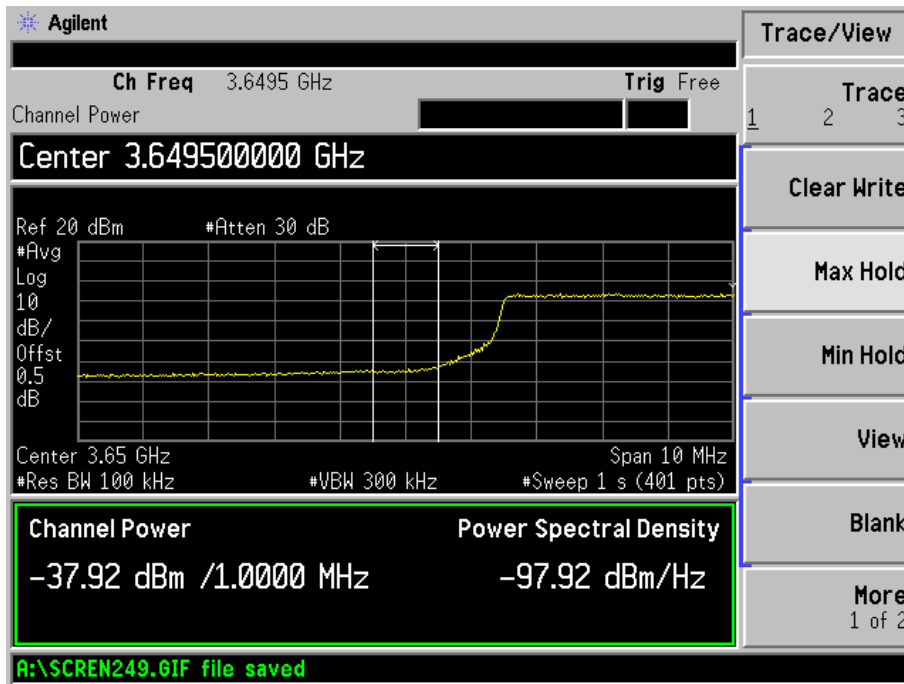 Agilent
Ch Freq 3.6495 GHz Trig Free
Channel Power
Center 3.649500000 GHz
Ref 20 dBm #Atten 30 dB
#Avg
Log
10
dB/
Offst
0.5
dB
Center 3.65 GHz Span 10 MHz
#Res BW 100 kHz #VBW 300 kHz #Sweep 1 s (401 pts)
Channel Power Power Spectral Density
-37.92 dBm /1.0000 MHz -97.92 dBm/Hz
A:\SCREN249.GIF file saved
Trace/View
Trace
1 2 3
Clear Write
Max Hold
Min Hold
View
Blank
More
1 of 2